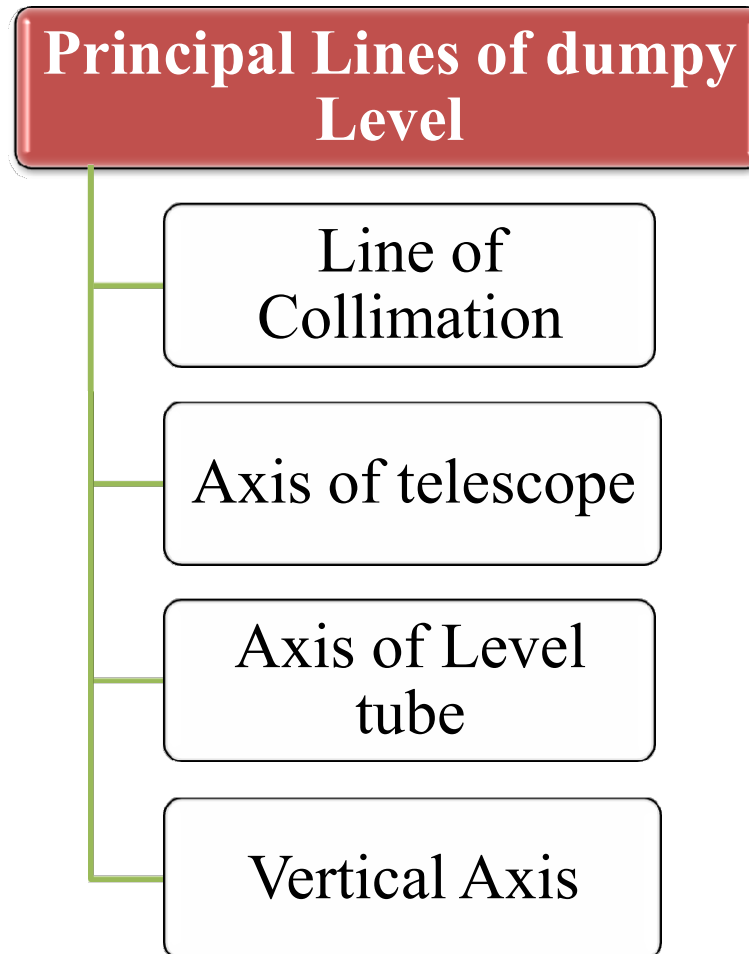 Principal Lines of dumpy
Level
Line of
Collimation
Axis of telescope
Axis of Level
tube
Vertical Axis